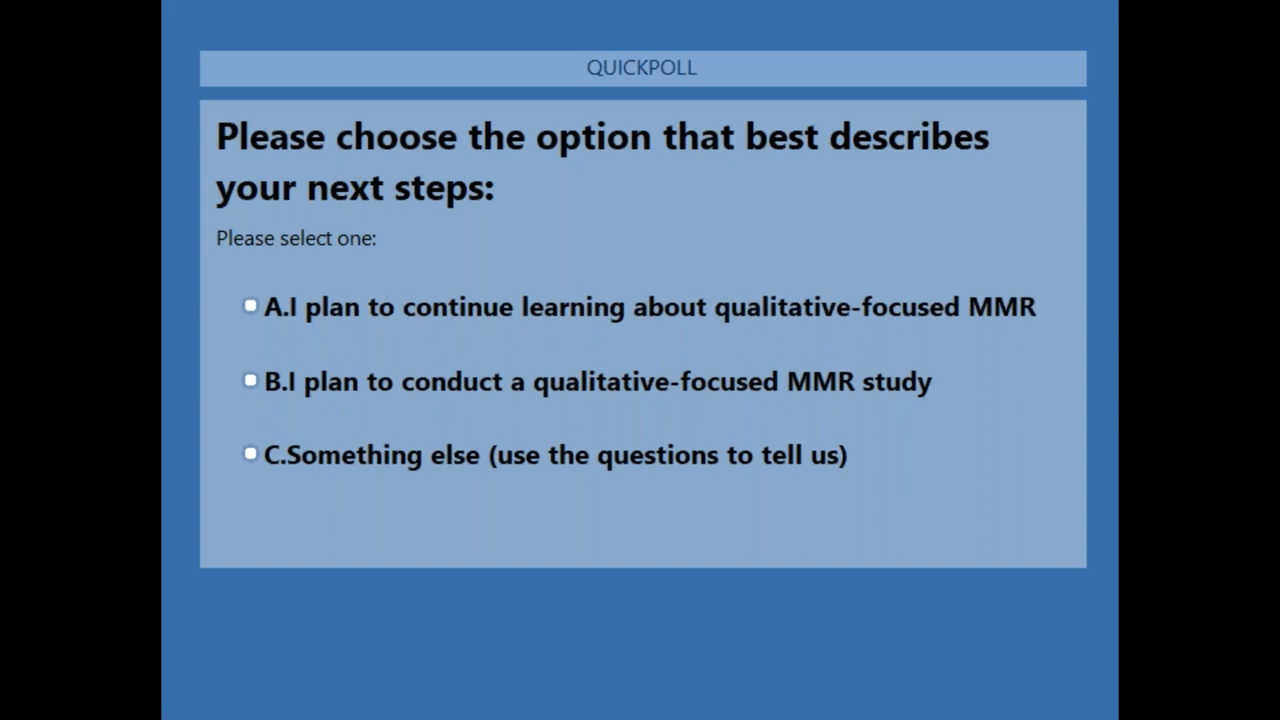 QUICKPOLL
Please choose the option that best describes
your next steps:
Please select one:
A.I plan to continue learning about qualitative-focused MMR
B.I plan to conduct a qualitative-focused MMR study
C.Something else (use the questions to tell us)